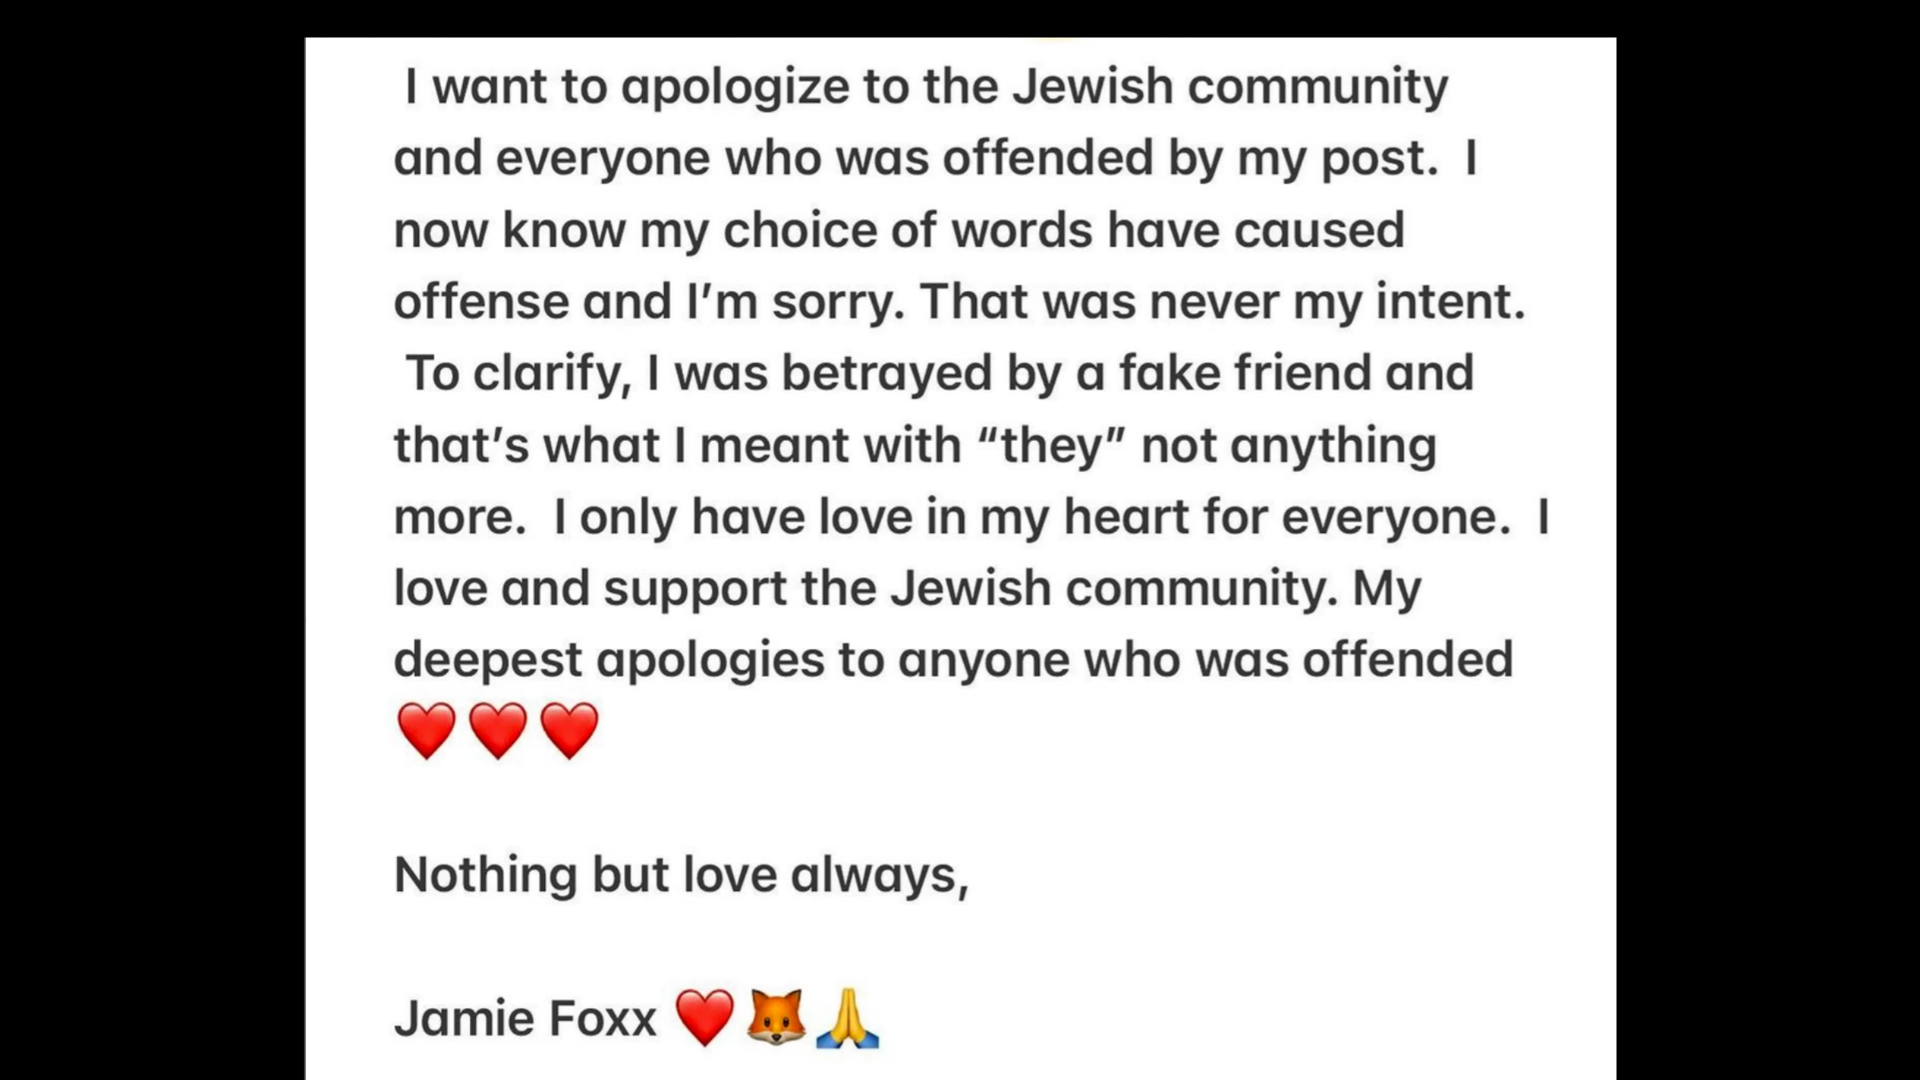 I want to apologize to the Jewish community
and everyone who was offended by my post.  I
now know my choice of words have caused
offense and I’m sorry. That was never my intent.
To clarify, I was betrayed by a fake friend and
that’s what I meant with “they” not anything
more.  I only have love in my heart for everyone.  I
love and support the Jewish community. My
deepest apologies to anyone who was offended
❤️❤️❤️
Nothing but love always,
Jamie Foxx ❤️🦊🙏